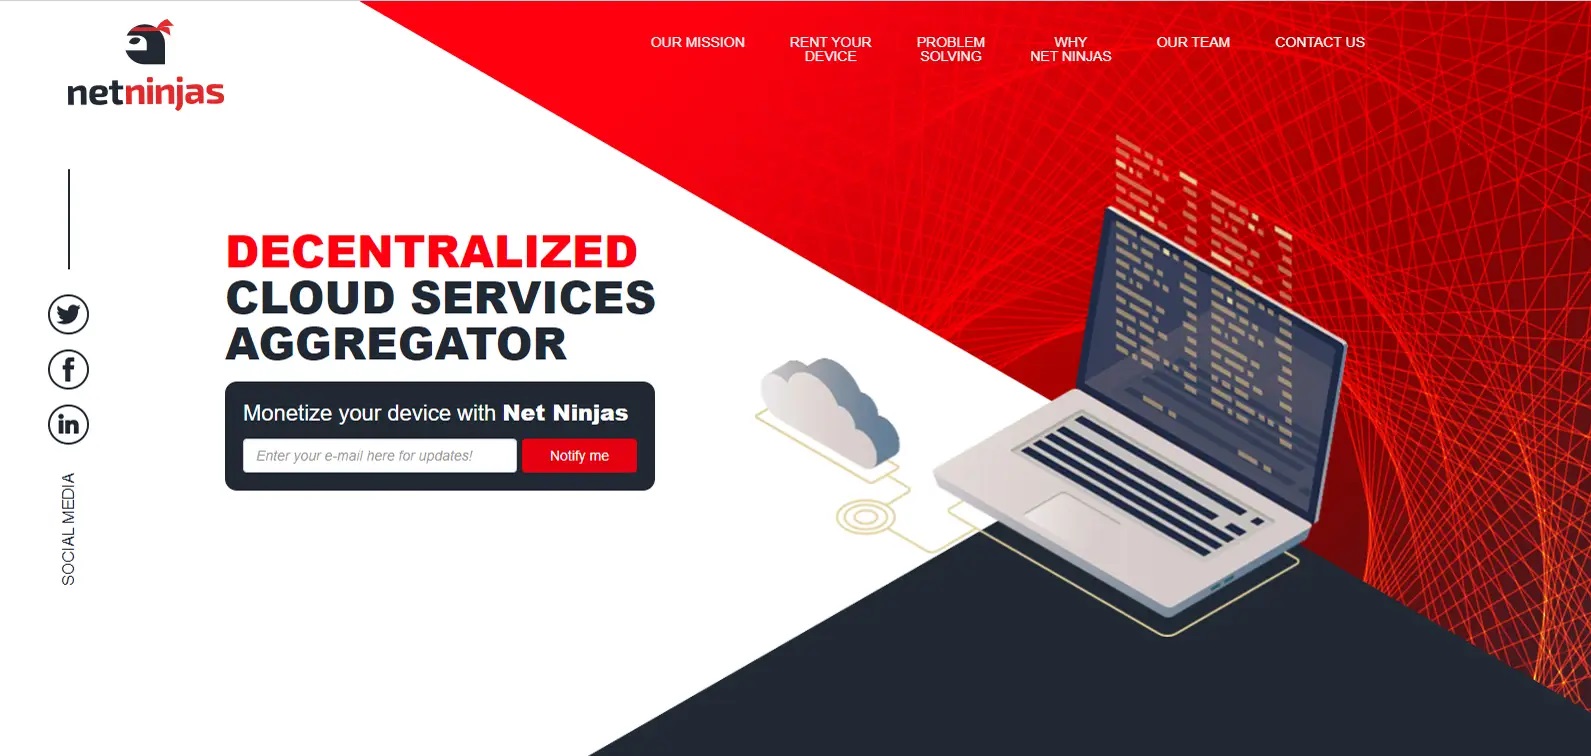 netninjas
OUR MISSION
RENT YOUR
DEVICE
PROBLEM
SOLVING
WHY
NET NINJAS
OUR TEAM
CONTACT US
DECENTRALIZED
CLOUD SERVICES
AGGREGATOR
Monetize your device with Net Ninjas
Enter your e-mail here for updates!
Notify me
SOCIAL MEDIA